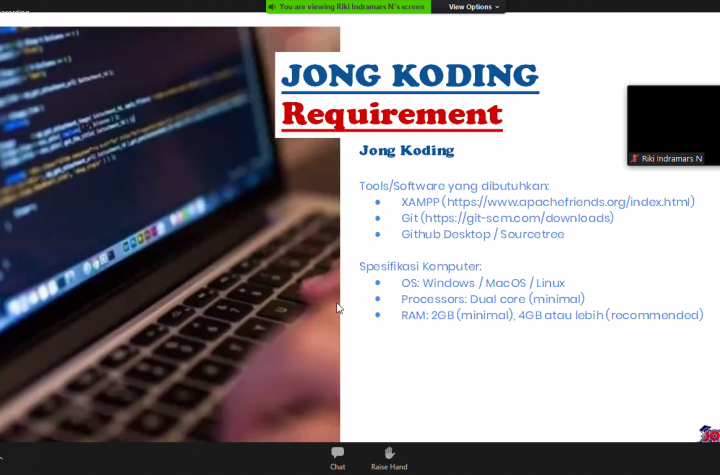 You are viewing Riki Indramars N's screen
View Options
JONG KODING
Requirement
Jong Koding
Tools/Software yang dibutuhkan:
● XAMPP (https://www.apachefriends.org/index.html)
● Git (https://git-scm.com/downloads)
● Github Desktop / Sourcetree
Spesifikasi Komputer:
● OS: Windows / MacOS / Linux
● Processors: Dual core (minimal)
● RAM: 2GB (minimal), 4GB atau lebih (recommended)
Riki Indramars N
Chat
Raise Hand